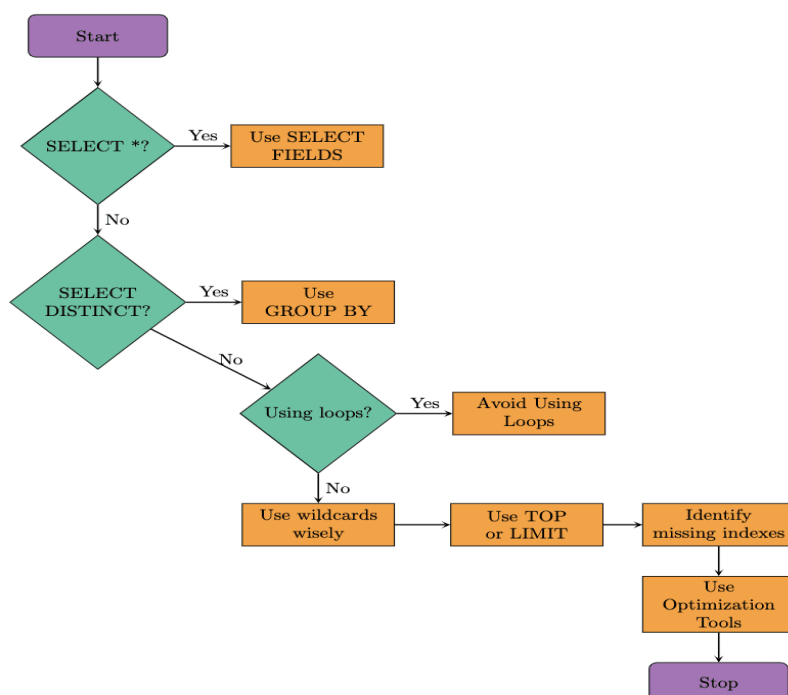 Start
SELECT *?
Yes
Use SELECT
FIELDS
No
SELECT
DISTINCT?
Yes
Use
GROUP BY
No
Using loops?
Yes
Avoid Using
Loops
No
Use wildcards
wisely
Use TOP
or LIMIT
Identify
missing indexes
Use
Optimization
Tools
Stop